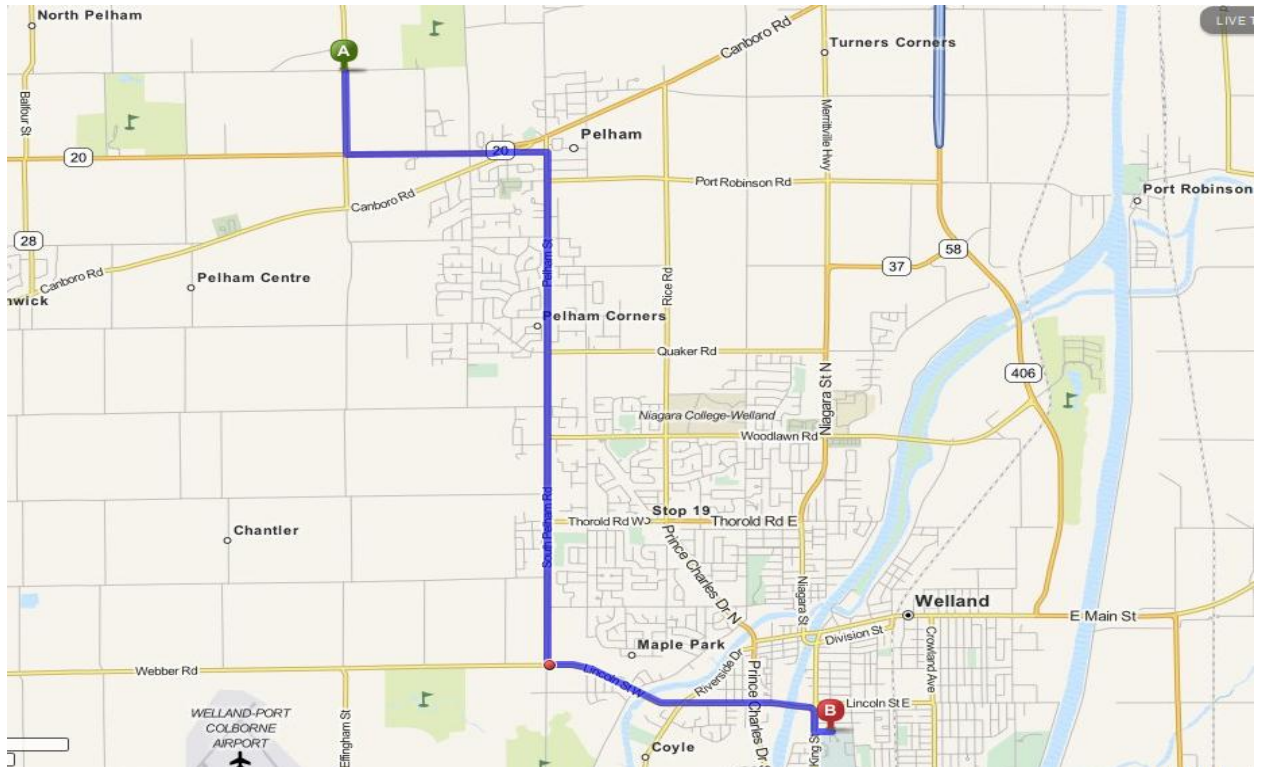 North Pelham
Canboro Rd
Turners Corners
LIVE T
A
Balfour St
Merrittville Hwy
20
20
Pelham
Port Robinson Rd
Port Robinson
Canboro Rd
28
Canboro Rd
Pelham Centre
nwick
Pelham St
Rice Rd
37
58
Pelham Corners
Quaker Rd
406
Niagara St N
Niagara College-Welland
Woodlawn Rd
South Pelham Rd
Stop 19
Thorold Rd W
Thorold Rd E
Chantler
Prince Charles Dr N
Niagara St
Welland
E Main St
Division St
Crowland Ave
Maple Park
Webber Rd
Lincoln St W
Riverside Dr
Prince Charles Dr S
B
Lincoln St E
King S
WELLAND-PORT
COLBORNE
AIRPORT
Effingham St
Coyle